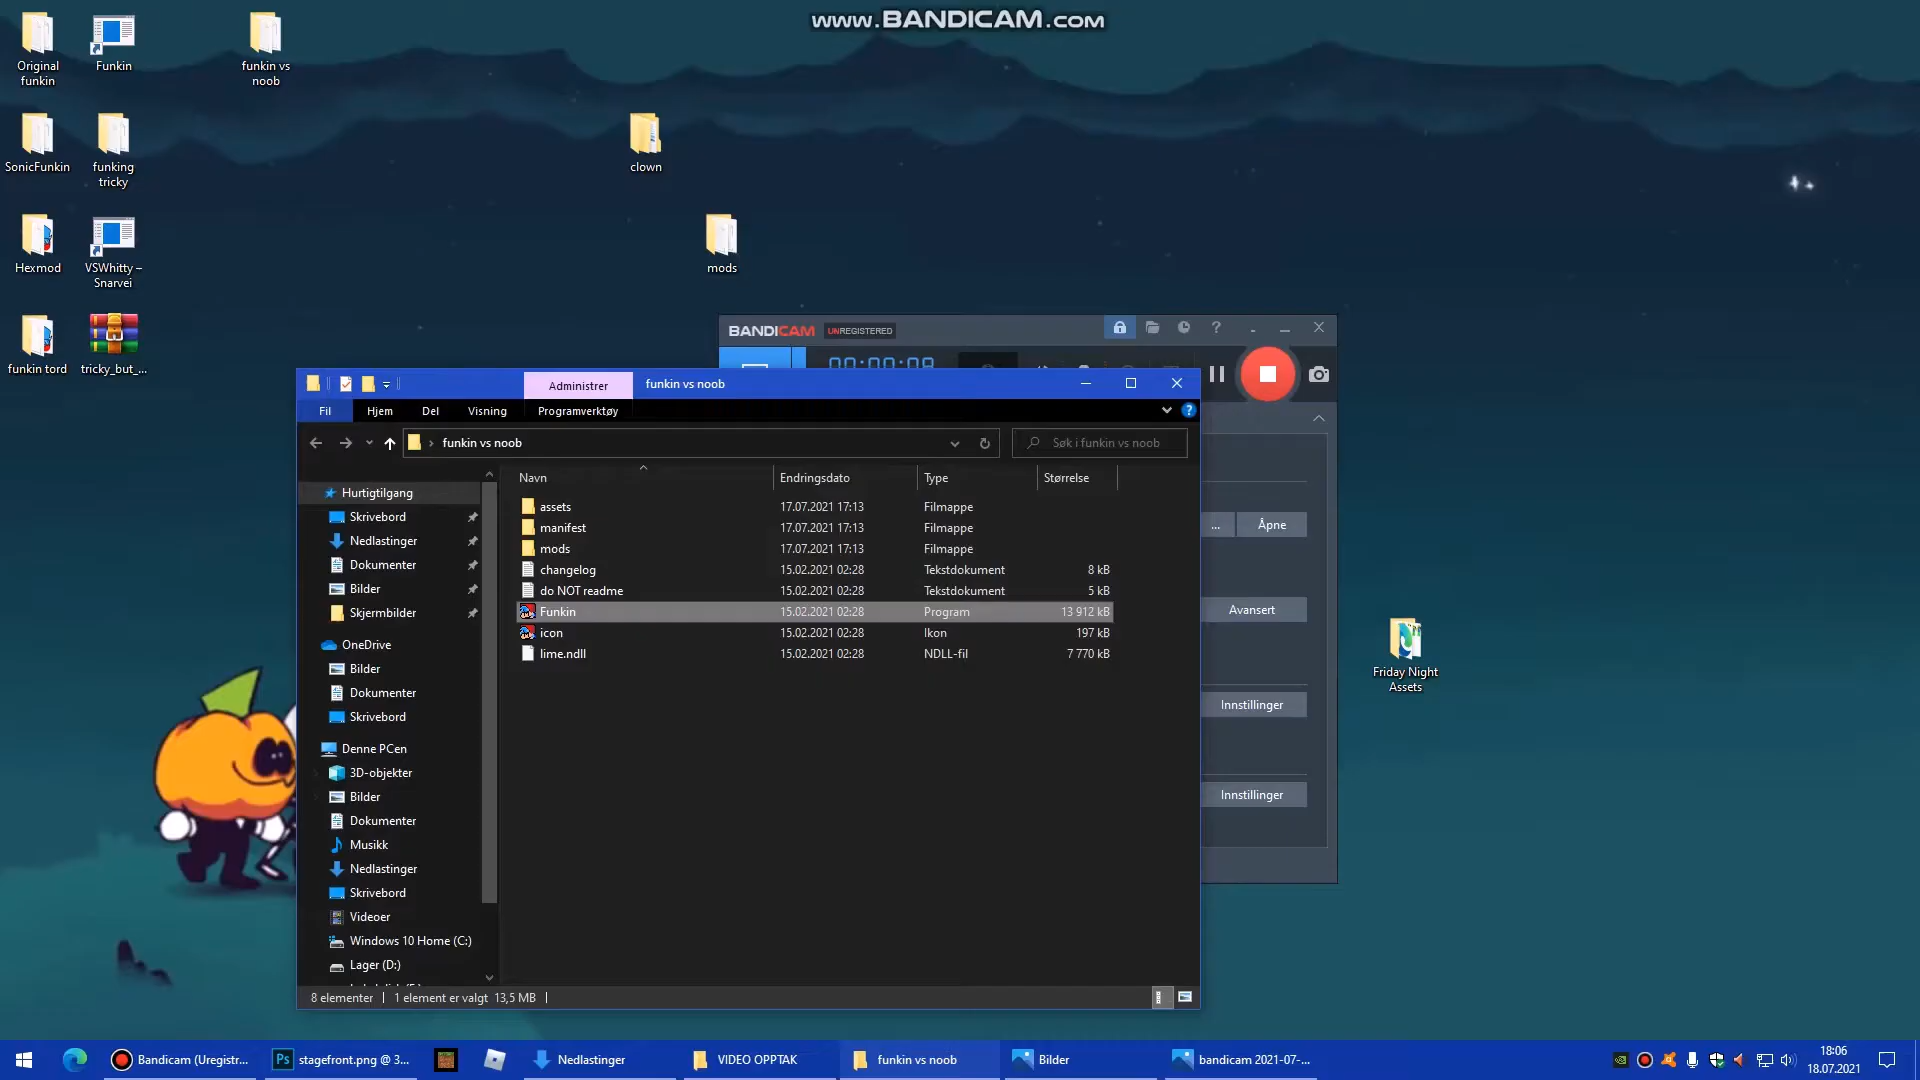 www.BANDICAM.com
Original
funkin
Funkin
funkin vs
noob
SonicFunkin
funking
tricky
clown
Hexmod
VSWhitty –
Snarvei
mods
funkin tord
tricky_but_...
BANDICAM UNREGISTERED
?
00:00:08
Administrer
funkin vs noob
Fil
Hjem
Del
Visning
Programverktøy
?
funkin vs noob
Søk i funkin vs noob
Navn
Endringsdato
Type
Størrelse
assets 17.07.2021 17:13 Filmappe
manifest 17.07.2021 17:13 Filmappe
mods 17.07.2021 17:13 Filmappe
changelog 15.02.2021 02:28 Tekstdokument 8 kB
do NOT readme 15.02.2021 02:28 Tekstdokument 5 kB
Funkin 15.02.2021 02:28 Program 13 912 kB
icon 15.02.2021 02:28 Ikon 197 kB
lime.ndll 15.02.2021 02:28 NDLL-fil 7 770 kB
Hurtigtilgang
Skrivebord
Nedlastinger
Dokumenter
Bilder
Skjermbilder
OneDrive
Bilder
Dokumenter
Skrivebord
Denne PCen
3D-objekter
Bilder
Dokumenter
Musikk
Nedlastinger
Skrivebord
Videoer
Windows 10 Home (C:)
Lager (D:)
8 elementer
1 element er valgt 13,5 MB
... Åpne
Avansert
Innstillinger
Innstillinger
Friday Night
Assets
Bandicam (Uregistr...
Ps
stagefront.png @ 3...
Nedlastinger
VIDEO OPPTAK
funkin vs noob
Bilder
bandicam 2021-07-...
18:06
18.07.2021